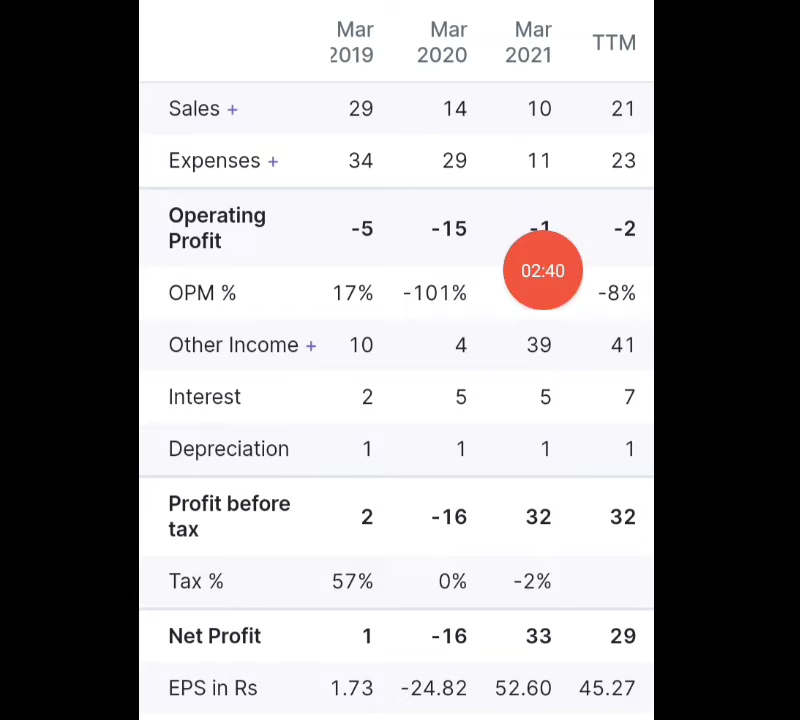 Mar 2019 Mar 2020 Mar 2021 TTM
Sales + 29 14 10 21
Expenses + 34 29 11 23
Operating Profit -5 -15 -1 -2
OPM % 17% -101% -8%
02:40
Other Income + 10 4 39 41
Interest 2 5 5 7
Depreciation 1 1 1 1
Profit before tax 2 -16 32 32
Tax % 57% 0% -2%
Net Profit 1 -16 33 29
EPS in Rs 1.73 -24.82 52.60 45.27